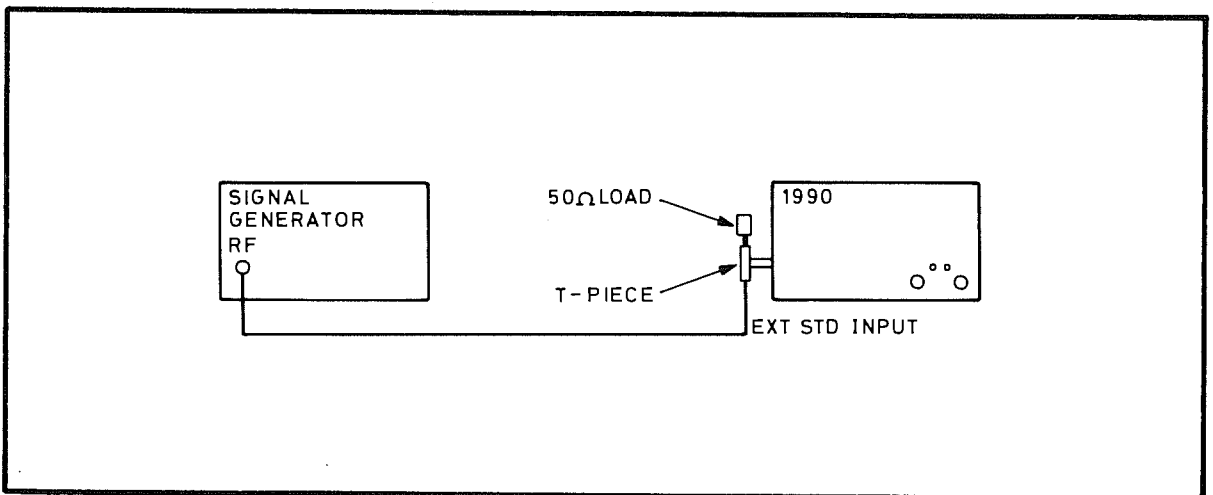 SIGNAL
GENERATOR
RF
50Ω LOAD
T-PIECE
1990
EXT STD INPUT